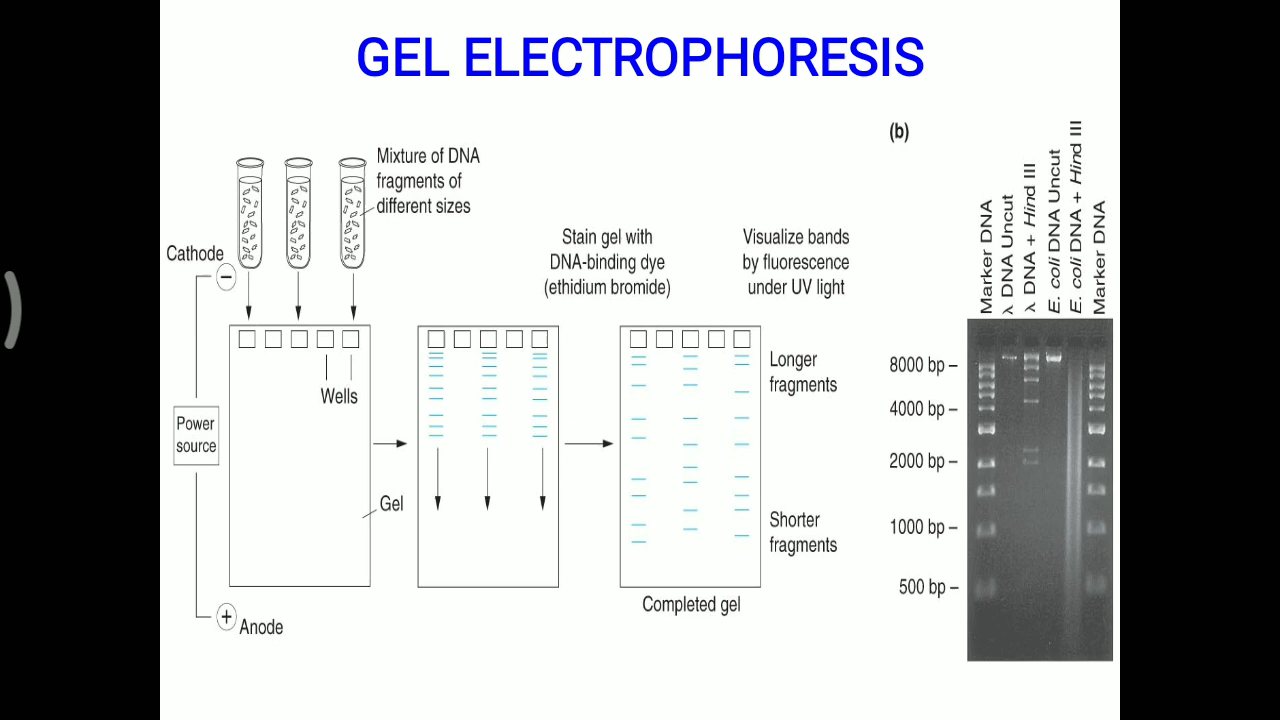 GEL ELECTROPHORESIS
Mixture of DNA
fragments of
different sizes
Cathode
−
Wells
Power
source
Gel
+
Anode
Stain gel with
DNA-binding dye
(ethidium bromide)
Visualize bands
by fluorescence
under UV light
Longer
fragments
Shorter
fragments
Completed gel
(b)
Marker DNA
λ DNA Uncut
λ DNA + Hind III
E. coli DNA Uncut
E. coli DNA + Hind III
Marker DNA
8000 bp –
4000 bp –
2000 bp –
1000 bp –
500 bp –